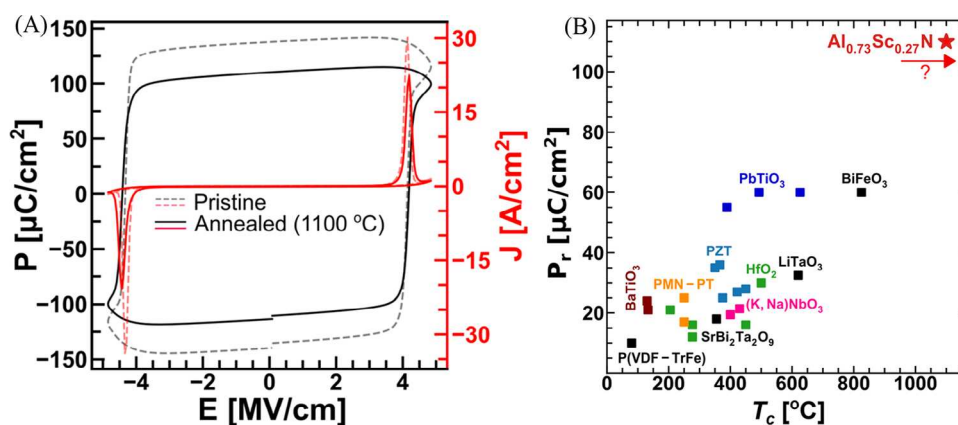 (A)
150
100
50
0
−50
−100
−150
P [µC/cm²]
−4 −2 0 2 4
E [MV/cm]
30
15
0
−15
−30
J [A/cm²]
Pristine
Annealed (1100 °C)
(B)
Al₀.₇₃Sc₀.₂₇N
?
100
80
60
40
20
Pᵣ [µC/cm²]
PbTiO₃
BiFeO₃
PZT
HfO₂
LiTaO₃
BaTiO₃
PMN − PT
(K, Na)NbO₃
SrBi₂Ta₂O₉
P(VDF − TrFe)
0 200 400 600 800 1000
T_c [°C]